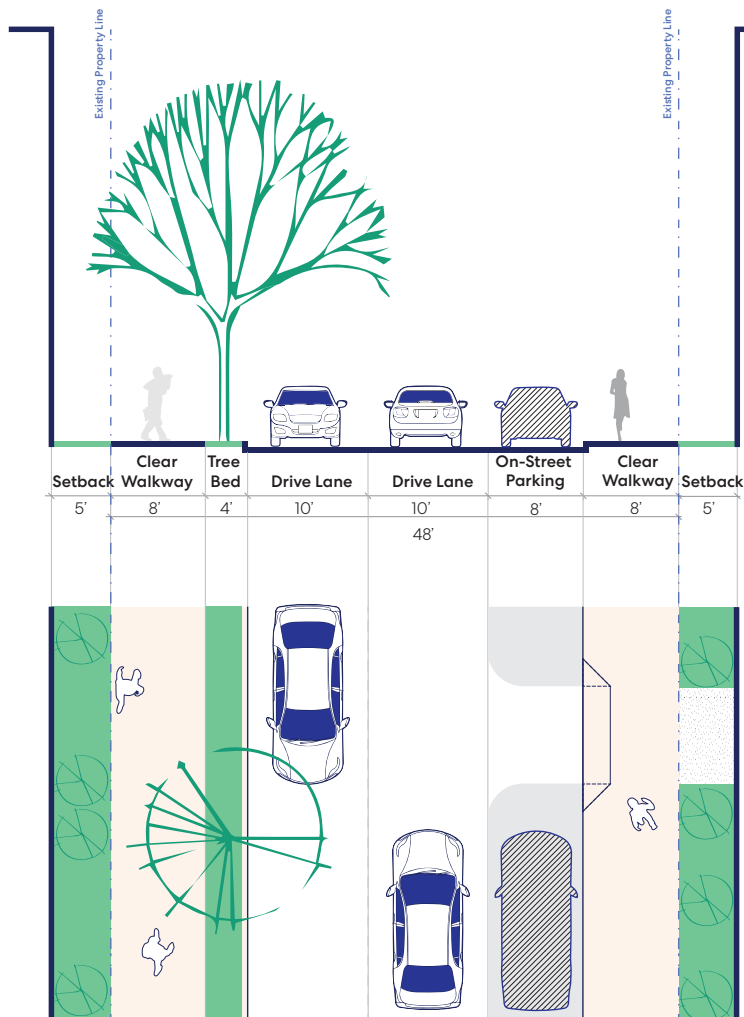 Existing Property Line
Existing Property Line
Setback
Clear
Walkway
Tree
Bed
Drive Lane
Drive Lane
On-Street
Parking
Clear
Walkway
Setback
5’
8’
4’
10’
10’
8’
8’
5’
48’